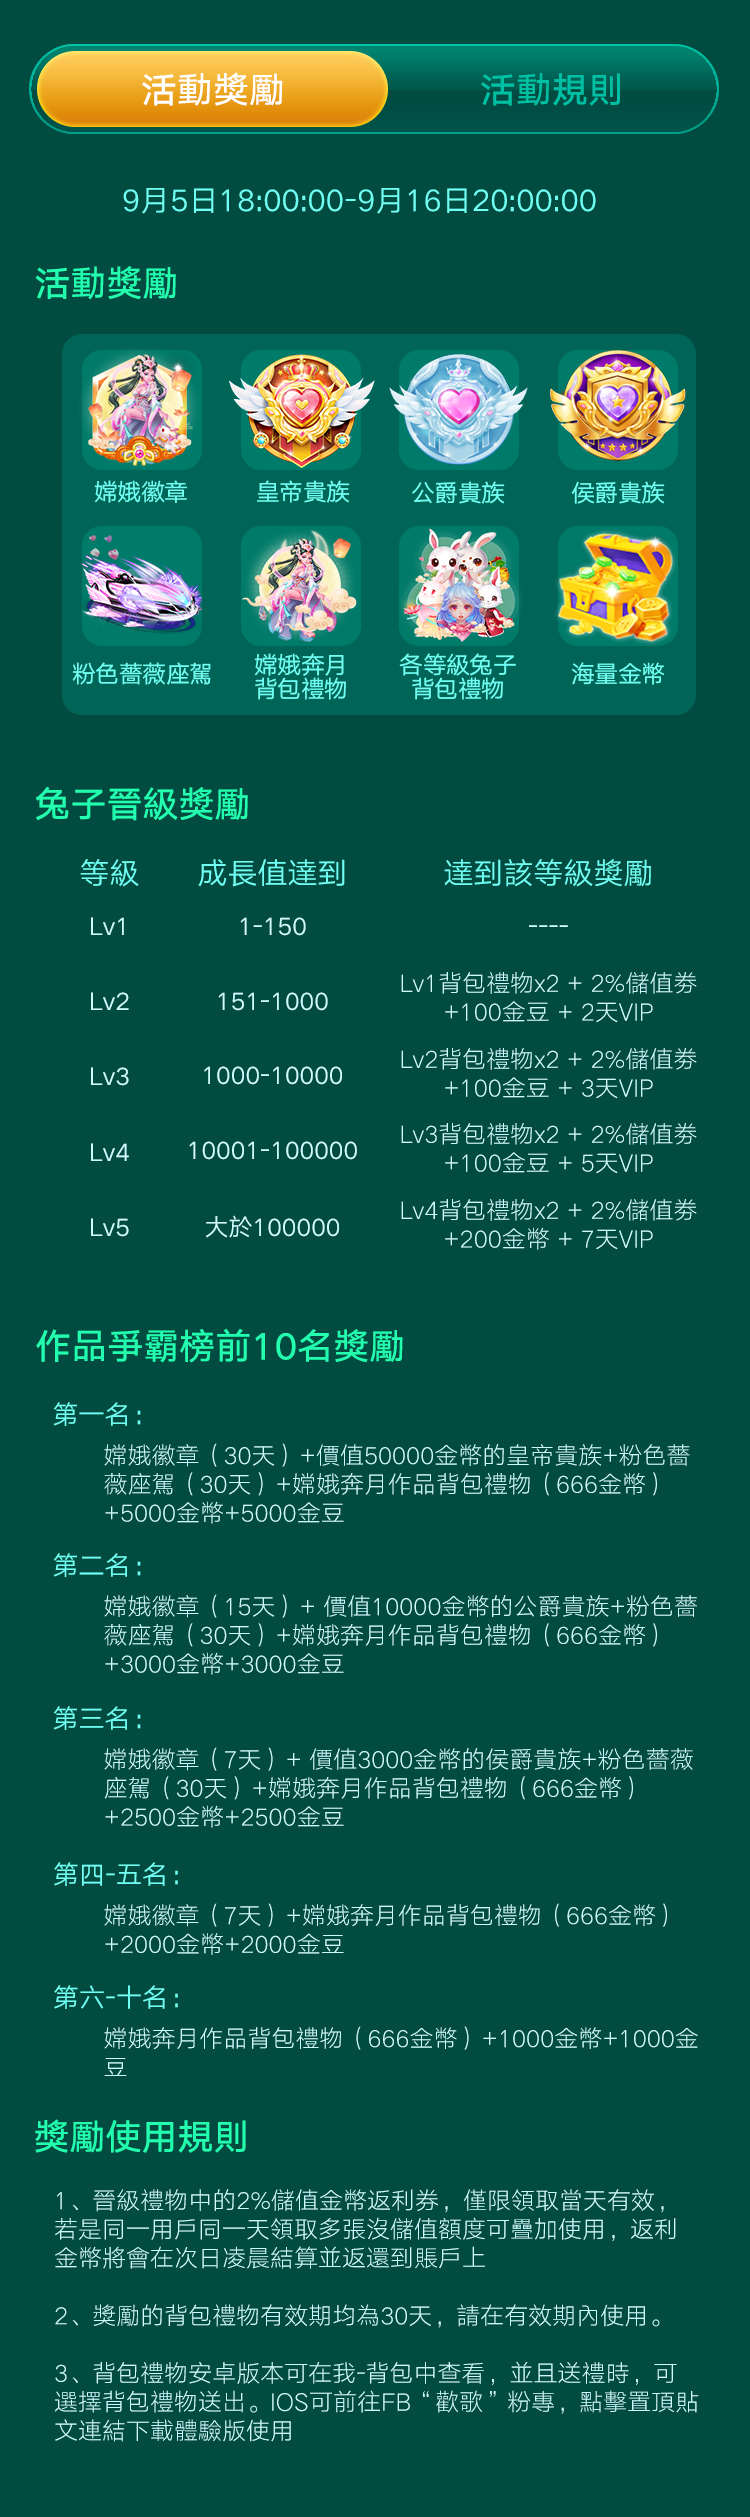 活動獎勵
活動規則
9月5日18:00:00-9月16日20:00:00
活動獎勵
嫦娥徽章
皇帝貴族
公爵貴族
侯爵貴族
粉色薔薇座駕
嫦娥奔月
背包禮物
各等級兔子
背包禮物
海量金幣
兔子晉級獎勵
等級 成長值達到 達到該等級獎勵
Lv1 1-150 ----
Lv2 151-1000 Lv1背包禮物x2 + 2%儲值券
+100金豆 + 2天VIP
Lv3 1000-10000 Lv2背包禮物x2 + 2%儲值券
+100金豆 + 3天VIP
Lv4 10001-100000 Lv3背包禮物x2 + 2%儲值券
+100金豆 + 5天VIP
Lv5 大於100000 Lv4背包禮物x2 + 2%儲值券
+200金幣 + 7天VIP
作品爭霸榜前10名獎勵
第一名：
嫦娥徽章（30天）+價值50000金幣的皇帝貴族+粉色薔
薇座駕（30天）+嫦娥奔月作品背包禮物（666金幣）
+5000金幣+5000金豆
第二名：
嫦娥徽章（15天）+ 價值10000金幣的公爵貴族+粉色薔
薇座駕（30天）+嫦娥奔月作品背包禮物（666金幣）
+3000金幣+3000金豆
第三名：
嫦娥徽章（7天）+ 價值3000金幣的侯爵貴族+粉色薔薇
座駕（30天）+嫦娥奔月作品背包禮物（666金幣）
+2500金幣+2500金豆
第四-五名：
嫦娥徽章（7天）+嫦娥奔月作品背包禮物（666金幣）
+2000金幣+2000金豆
第六-十名：
嫦娥奔月作品背包禮物（666金幣）+1000金幣+1000金
豆
獎勵使用規則
1、晉級禮物中的2%儲值金幣返利券，僅限領取當天有效，
若是同一用戶同一天領取多張沒儲值額度可疊加使用，返利
金幣將會在次日凌晨結算並返還到賬戶上
2、獎勵的背包禮物有效期均為30天，請在有效期內使用。
3、背包禮物安卓版本可在我-背包中查看，並且送禮時，可
選擇背包禮物送出。IOS可前往FB“歡歌”粉專，點擊置頂貼
文連結下載體驗版使用